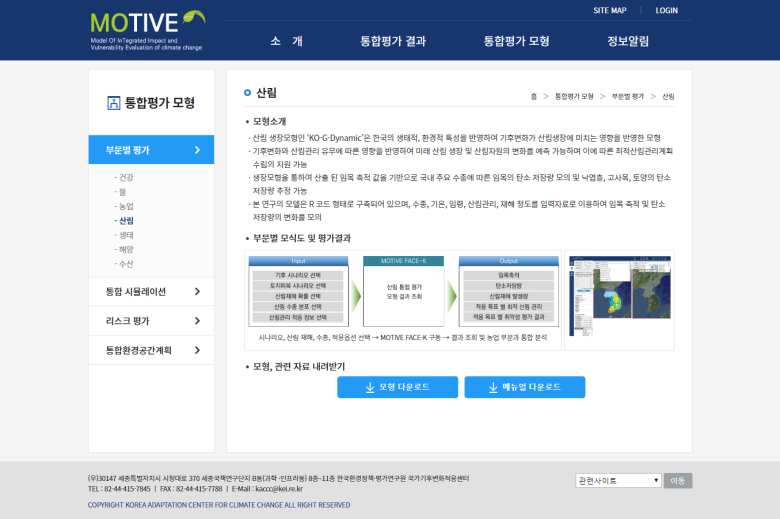 SITE MAP
LOGIN
MOTIVE
Model Of InTegrated Impact and
Vulnerability Evaluation of climate change
소 개
통합평가 결과
통합평가 모형
정보알림
통합평가 모형
부문별 평가
- 건강
- 물
- 농업
- 산림
- 생태
- 해양
- 수산
통합 시뮬레이션
리스크 평가
통합환경공간계획
산림
홈 > 통합평가 모형 > 부문별 평가 > 산림
• 모형소개
· 산림 생장모형인 'KO-G-Dynamic'은 한국의 생태적, 환경적 특성을 반영하여 기후변화가 산림생장에 미치는 영향을 반영한 모형
· 기후변화와 산림관리 유무에 따른 영향을 반영하여 미래 산림 생장 및 산림자원의 변화를 예측 가능하며 이에 따른 최적산림관리계획
수립의 지원 가능
· 생장모형을 통하여 산출 된 임목 축적 값을 기반으로 국내 주요 수종에 따른 임목의 탄소 저장량 모의 및 낙엽층, 고사목, 토양의 탄소
저장량 추정 가능
· 본 연구의 모델은 R 코드 형태로 구축되어 있으며, 수종, 기온, 임령, 산림관리, 재해 정도를 입력자료로 이용하여 임목 축적 및 탄소
저장량의 변화를 모의
• 부문별 모식도 및 평가결과
Input
기후 시나리오 선택
토지피복 시나리오 선택
산림재해 확률 선택
산림 수종 분포 선택
산림관리 적용 정보 선택
MOTIVE FACE-K
산림 통합 평가
모형 결과 조회
Output
임목축적
탄소저장량
산림재해 발생량
적용 목표 별 최적 산림 관리
적용 목표 별 취약성 평가 결과
시나리오, 산림 재해, 수종, 적용옵션 선택 → MOTIVE FACE-K 구동 → 결과 조회 및 농업 부문과 통합 분석
• 모형, 관련 자료 내려받기
모형 다운로드
메뉴얼 다운로드
(우)30147 세종특별자치시 시청대로 370 세종국책연구단지 B동(과학·인프라동) 8층~11층 한국환경정책·평가연구원 국가기후변화적응센터
TEL : 82-44-415-7845 | FAX : 82-44-415-7788 | E-Mail : kaccc@kei.re.kr
COPYRIGHT KOREA ADAPTATION CENTER FOR CLIMATE CHANGE ALL RIGHT RESERVED
관련사이트
이동